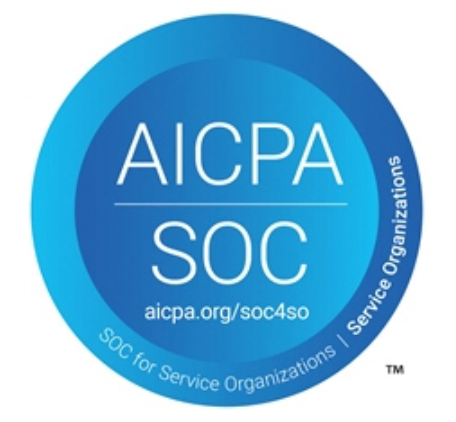 AICPA
SOC
aicpa.org/soc4so
SOC for Service Organizations | Service Organizations
TM